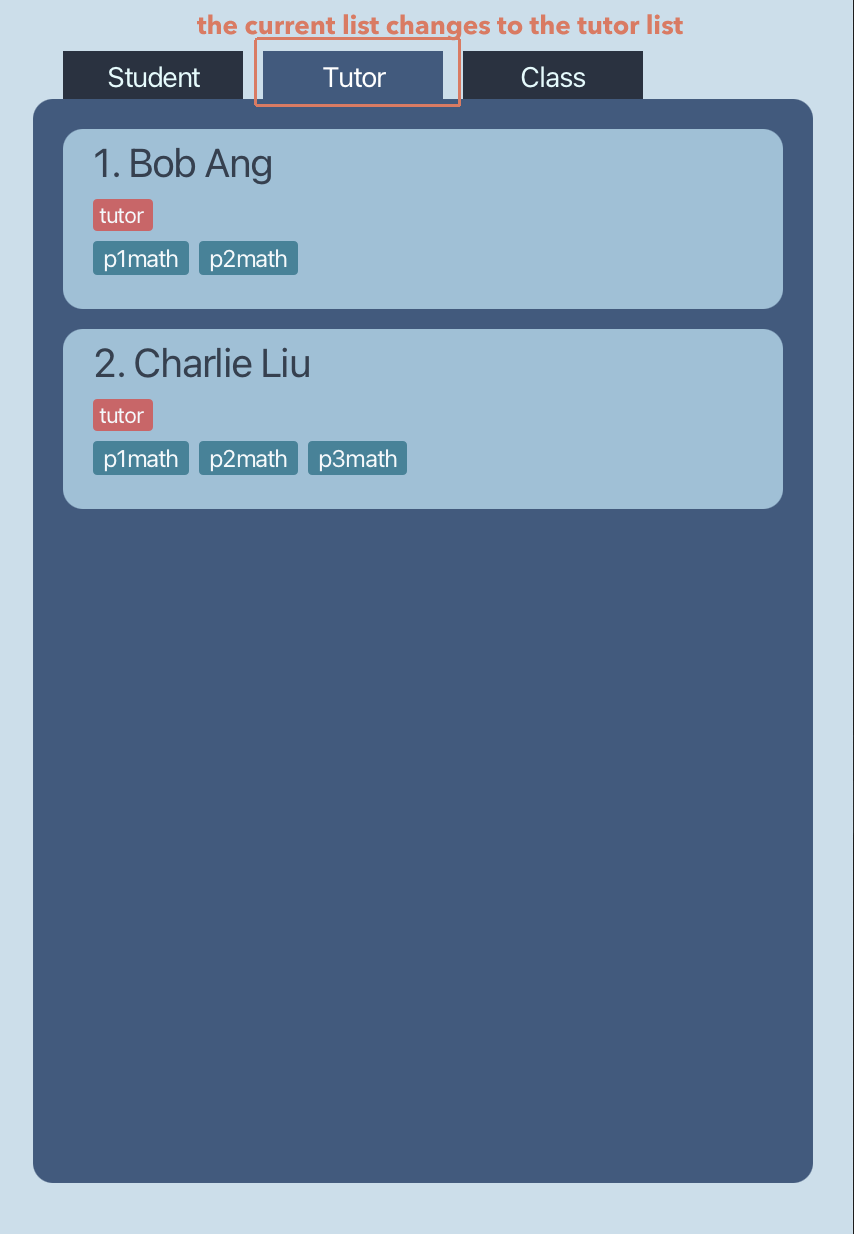 the current list changes to the tutor list
Student Tutor Class
1. Bob Ang
tutor
p1math p2math
2. Charlie Liu
tutor
p1math p2math p3math